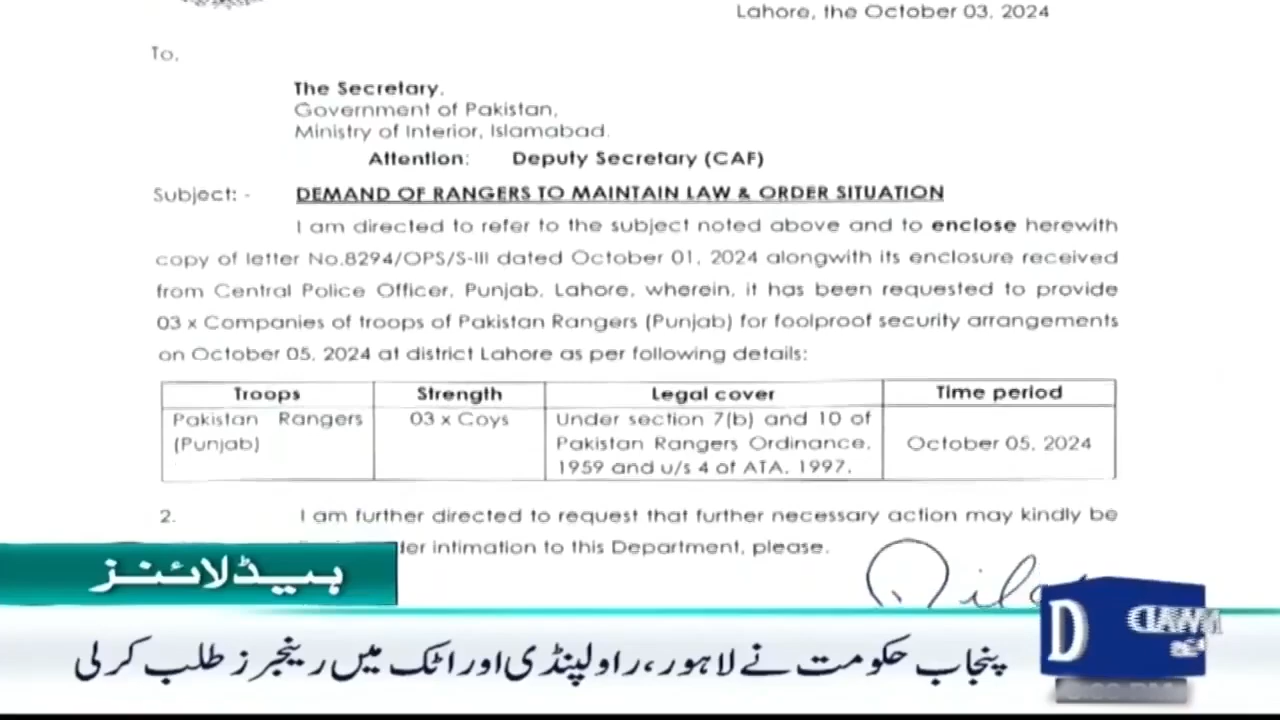 Lahore, the October 03, 2024
To,
The Secretary,
Government of Pakistan,
Ministry of Interior, Islamabad.
Attention: Deputy Secretary (CAF)
Subject: - DEMAND OF RANGERS TO MAINTAIN LAW & ORDER SITUATION
I am directed to refer to the subject noted above and to enclose herewith
copy of letter No.8294/OPS/S-III dated October 01, 2024 alongwith its enclosure received
from Central Police Officer, Punjab, Lahore, wherein, it has been requested to provide
03 x Companies of troops of Pakistan Rangers (Punjab) for foolproof security arrangements
on October 05, 2024 at district Lahore as per following details:
Troops Strength Legal cover Time period
Pakistan Rangers 03 x Coys Under section 7(b) and 10 of
(Punjab) Pakistan Rangers Ordinance, October 05, 2024
1959 and u/s 4 of ATA, 1997.
2. I am further directed to request that further necessary action may kindly be
intimation to this Department, please.
ہیڈلائنز
D
پنجاب حکومت نے لاہور، راولپنڈی اور اٹک میں رینجرز طلب کرلی